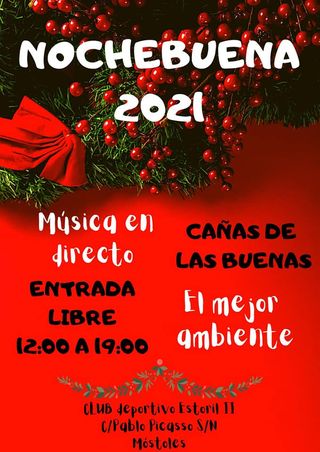 NOCHEBUENA
2021
Música en
directo
CAÑAS DE
LAS BUENAS
ENTRADA
LIBRE
12:00 A 19:00
El mejor
ambiente
CLUB deportivo Estoril II
C/Pablo Picasso S/N
Móstoles